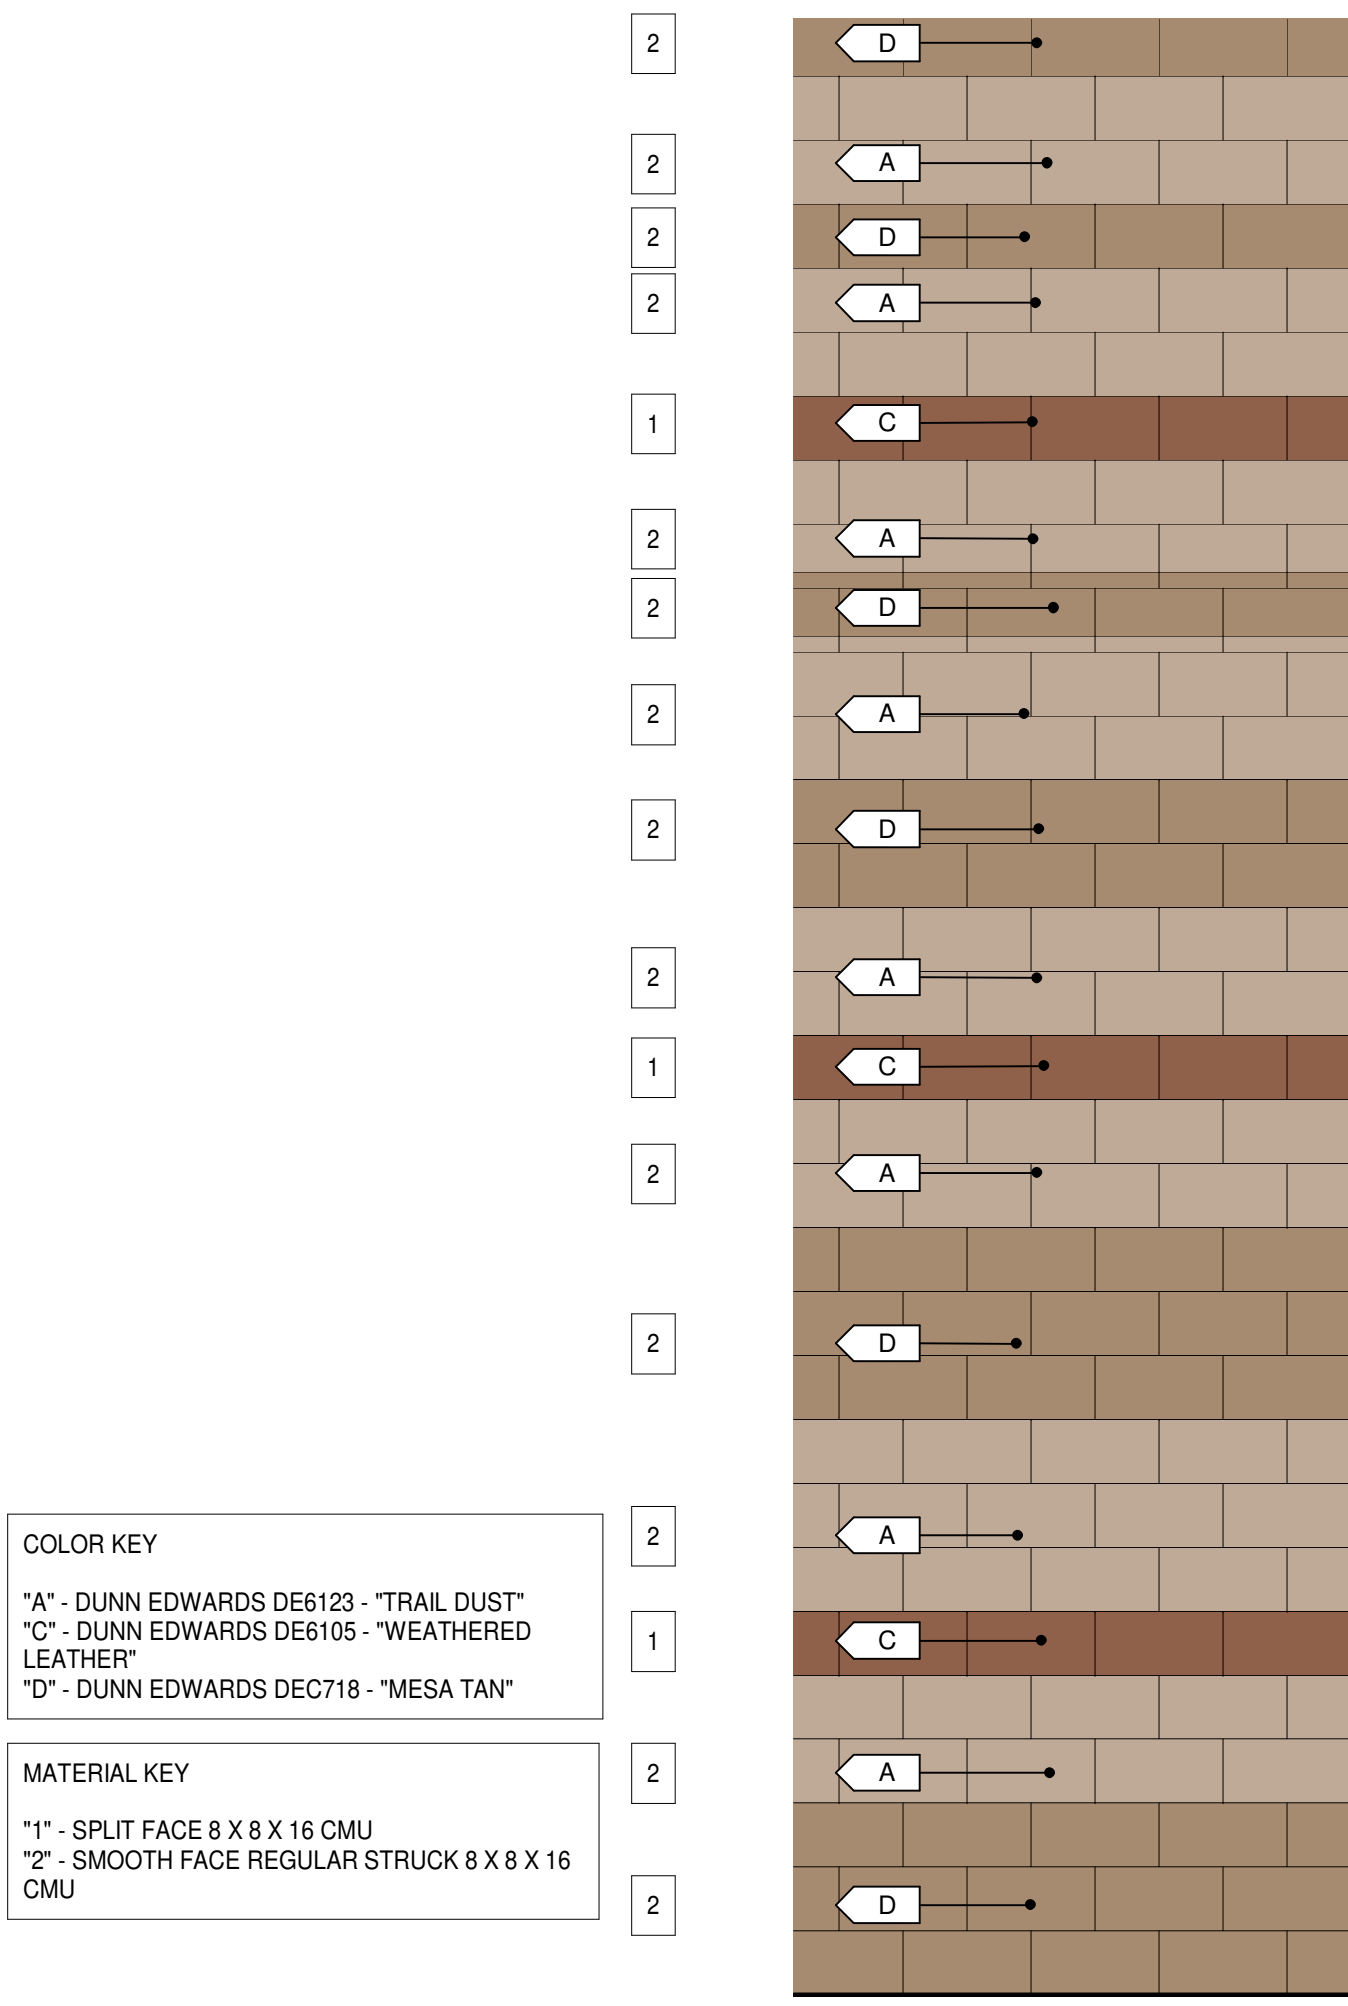 2 D
2 A
2 D
2 A
1 C
2 A
2 D
2 A
2 D
2 A
1 C
2 A
2 D
2 A
1 C
2 A
2 D
COLOR KEY
"A" - DUNN EDWARDS DE6123 - "TRAIL DUST"
"C" - DUNN EDWARDS DE6105 - "WEATHERED
LEATHER"
"D" - DUNN EDWARDS DEC718 - "MESA TAN"
MATERIAL KEY
"1" - SPLIT FACE 8 X 8 X 16 CMU
"2" - SMOOTH FACE REGULAR STRUCK 8 X 8 X 16
CMU